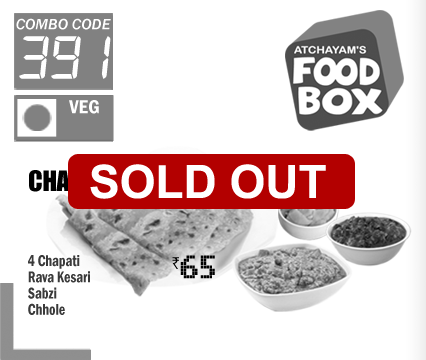 COMBO CODE
391
VEG
ATCHAYAM'S
FOOD
BOX
CHA
SOLD OUT
4 Chapati
Rava Kesari
Sabzi
Chhole
₹65